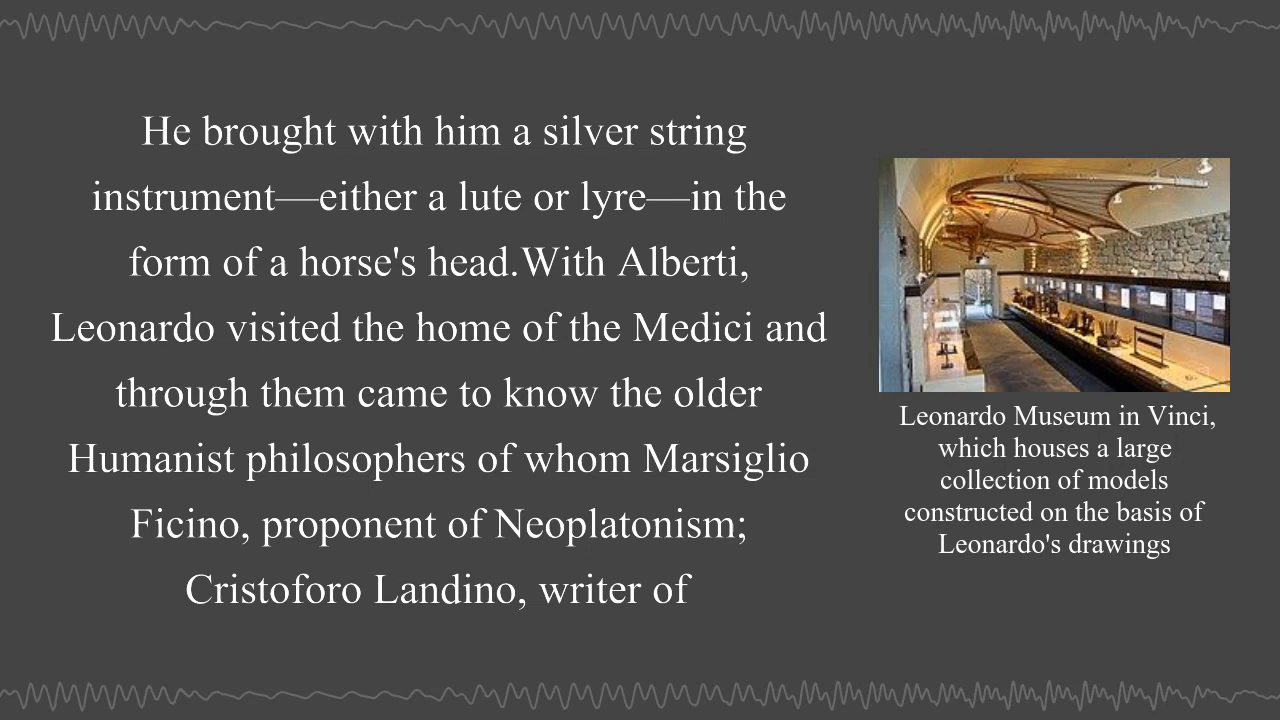 He brought with him a silver string
instrument—either a lute or lyre—in the
form of a horse's head.With Alberti,
Leonardo visited the home of the Medici and
through them came to know the older
Humanist philosophers of whom Marsiglio
Ficino, proponent of Neoplatonism;
Cristoforo Landino, writer of
Leonardo Museum in Vinci,
which houses a large
collection of models
constructed on the basis of
Leonardo's drawings